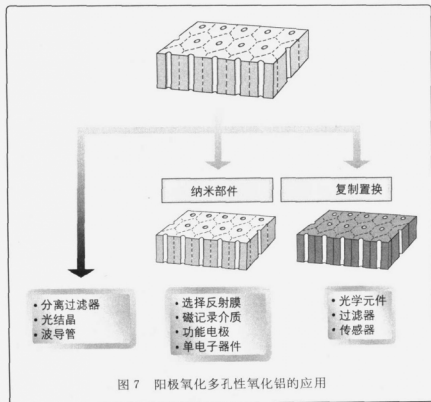 纳米部件
复制置换
• 分离过滤器
• 光结晶
• 波导管
• 选择反射膜
• 磁记录介质
• 功能电极
• 单电子器件
• 光学元件
• 过滤器
• 传感器
图 7 阳极氧化多孔性氧化铝的应用